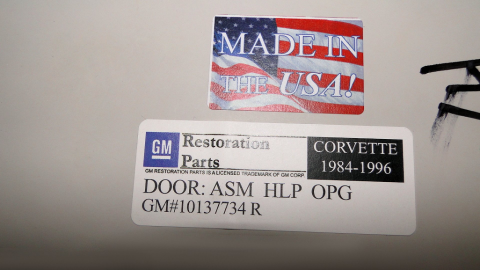 MADE IN
THE USA!
GM
Restoration
Parts
GM RESTORATION PARTS IS A LICENSED TRADEMARK OF GM CORP.
CORVETTE
1984-1996
DOOR: ASM HLP OPG
GM#10137734 R